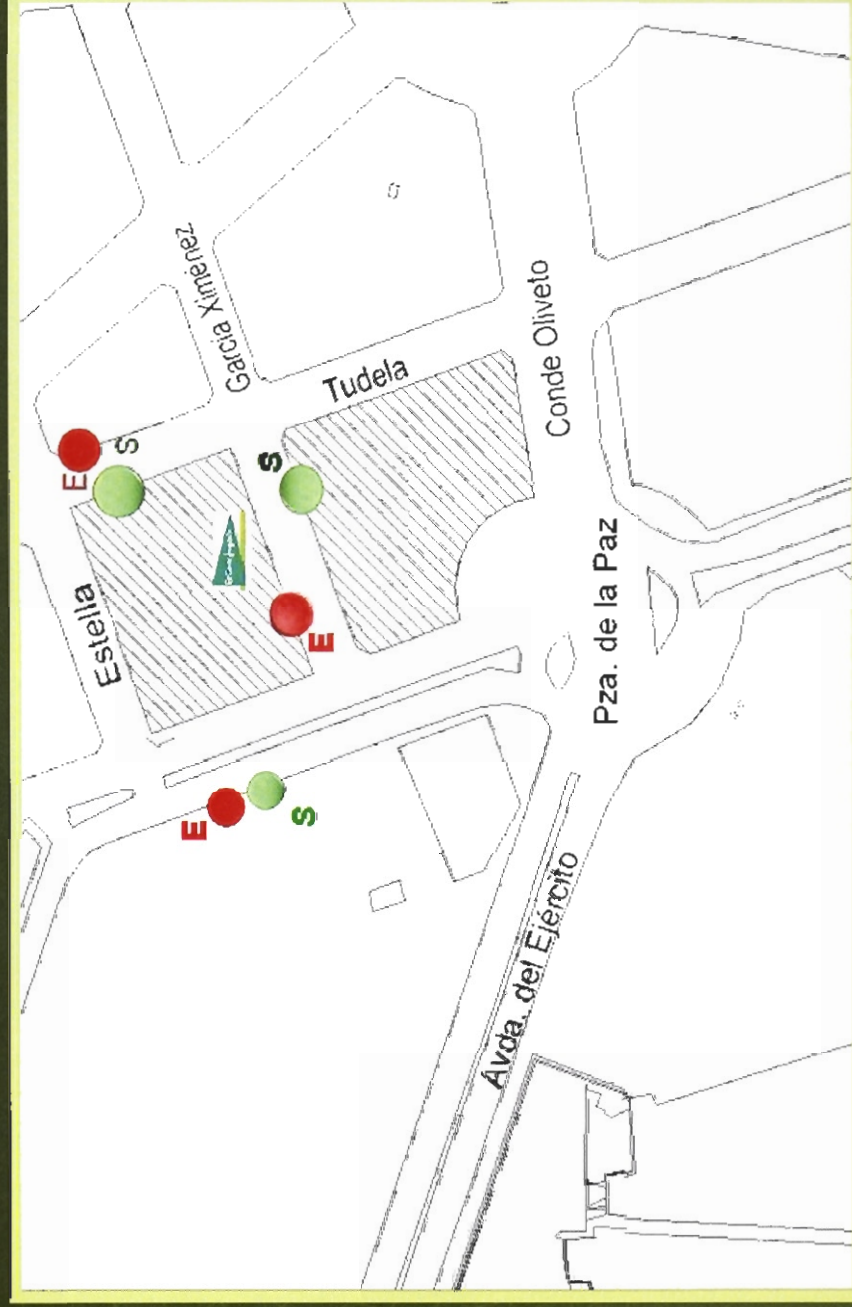 Estella
E
S
Garcia Ximenez
S
E
Tudela
E
S
Conde Oliveto
Pza. de la Paz
Avda. del Ejército